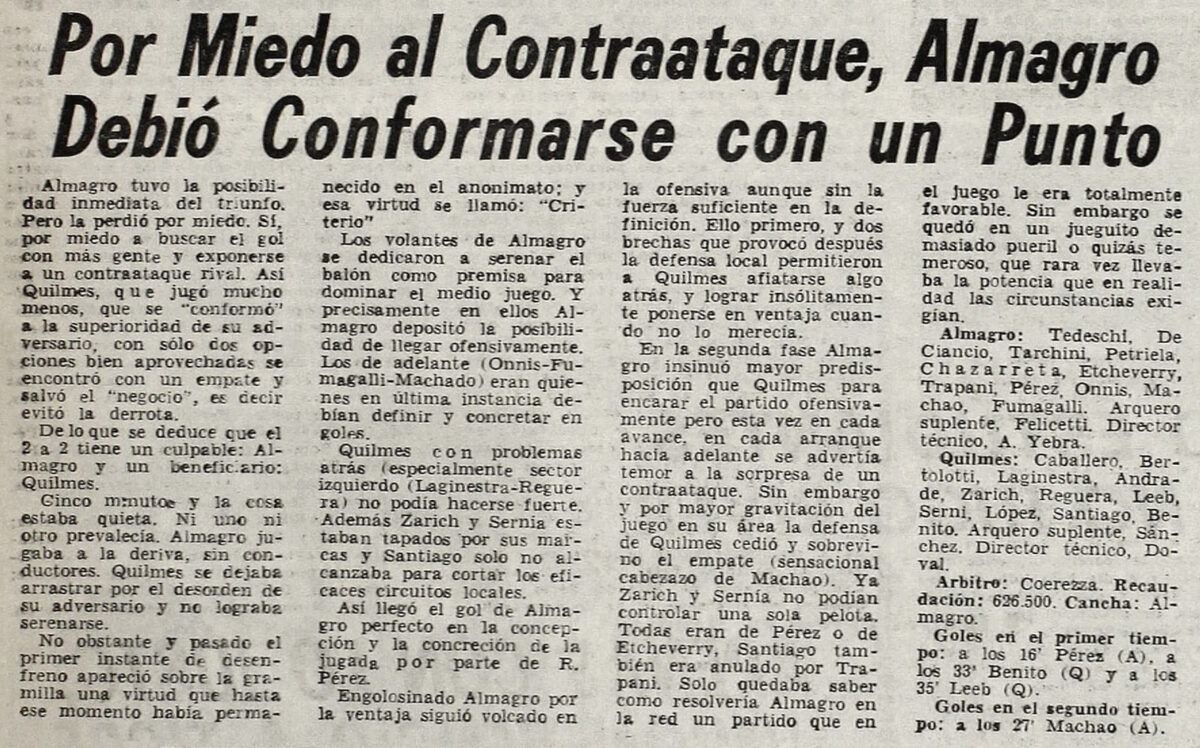 Por Miedo al Contraataque, Almagro
Debió Conformarse con un Punto
Almagro tuvo la posibili-
dad inmediata del triunfo.
Pero la perdió por miedo. Sí,
por miedo a buscar el gol
con más gente y exponerse
a un contraataque rival. Así
Quilmes, que jugó mucho
menos, que se "conformó"
a la superioridad de su ad-
versario, con sólo dos op-
ciones bien aprovechadas se
encontró con un empate y
salvó el "negocio", es decir
evitó la derrota.
De lo que se deduce que el
2 a 2 tiene un culpable: Al-
magro y un beneficiario:
Quilmes.
Cinco minutos y la cosa
estaba quieta. Ni uno ni
otro prevalecía. Almagro ju-
gaba a la deriva, sin con-
ductores. Quilmes se dejaba
arrastrar por el desorden de
su adversario y no lograba
serenarse.
No obstante y pasado el
primer instante de desen-
freno apareció sobre la gra-
milla una virtud que hasta
ese momento había perma-
necido en el anonimato; y
esa virtud se llamó: "Cri-
terio"
Los volantes de Almagro
se dedicaron a serenar el
balón como premisa para
dominar el medio juego. Y
precisamente en ellos Al-
magro depositó la posibili-
dad de llegar ofensivamente.
Los de adelante (Onnis-Fu-
magalli-Machado) eran quie-
nes en última instancia de-
bían definir y concretar en
goles.
Quilmes con problemas
atrás (especialmente sector
izquierdo (Laginestra-Regue-
ra) no podía hacerse fuerte.
Además Zarich y Sernia es-
taban tapados por sus mar-
cas y Santiago solo no al-
canzaba para cortar los efi-
caces circuitos locales.
Así llegó el gol de Alma-
gro perfecto en la concep-
ción y la concreción de la
jugada por parte de R.
Pérez.
Engolosinado Almagro por
la ventaja siguió volcado en
la ofensiva aunque sin la
fuerza suficiente en la de-
finición. Ello primero, y dos
brechas que provocó después
la defensa local permitieron
a Quilmes afiatarse algo
atrás, y lograr insólitamen-
te ponerse en ventaja cuan-
do no lo merecía.
En la segunda fase Alma-
gro insinuó mayor predis-
posición que Quilmes para
encarar el partido ofensiva-
mente pero esta vez en cada
avance, en cada arranque
hacia adelante se advertía
temor a la sorpresa de un
contraataque. Sin embargo
y por mayor gravitación del
juego en su área la defensa
de Quilmes cedió y sobrevi-
no el empate (sensacional
cabezazo de Machao). Ya
Zarich y Sernía no podían
controlar una sola pelota.
Todas eran de Pérez o de
Etcheverry, Santiago tam-
bién era anulado por Tra-
pani. Solo quedaba saber
como resolvería Almagro en
la red un partido que en
el juego le era totalmente
favorable. Sin embargo se
quedó en un jueguito de-
masiado pueril o quizás te-
meroso, que rara vez lleva-
ba la potencia que en reali-
dad las circunstancias exi-
gían.
Almagro: Tedeschi, De
Ciancio, Tarchini, Petriela,
Chazarreta, Etcheverry,
Trapani, Pérez, Onnis, Ma-
chao, Fumagalli. Arquero
suplente, Felicetti. Director
técnico, A. Yebra.
Quilmes: Caballero, Ber-
tolotti, Laginestra, Andra-
de, Zarich, Reguera, Leeb,
Serni, López, Santiago, Be-
nito. Arquero suplente, Sán-
chez. Director técnico, Do-
val.
Arbitro: Coerezza. Recau-
dación: 626.500. Cancha: Al-
magro.
Goles en el primer tiem-
po: a los 16' Pérez (A), a
los 33' Benito (Q) y a los
35' Leeb (Q).
Goles en el segundo tiem-
po: a los 27' Machao (A).